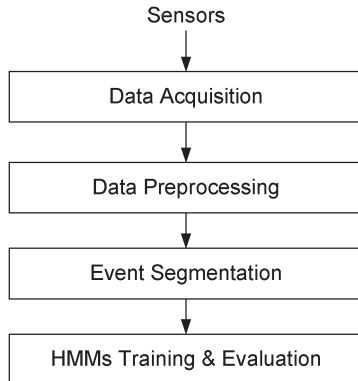 Sensors
Data Acquisition
Data Preprocessing
Event Segmentation
HMMs Training & Evaluation